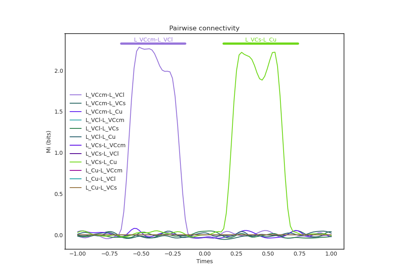 Pairwise connectivity
L_VCcm-L_VCl
L_VCs-L_Cu
2.0
1.5
1.0
0.5
0.0
MI (bits)
L_VCcm-L_VCl
L_VCcm-L_VCs
L_VCcm-L_Cu
L_VCl-L_VCcm
L_VCl-L_VCs
L_VCl-L_Cu
L_VCs-L_VCcm
L_VCs-L_VCl
L_VCs-L_Cu
L_Cu-L_VCcm
L_Cu-L_VCl
L_Cu-L_VCs
−1.00 −0.75 −0.50 −0.25 0.00 0.25 0.50 0.75 1.00
Times